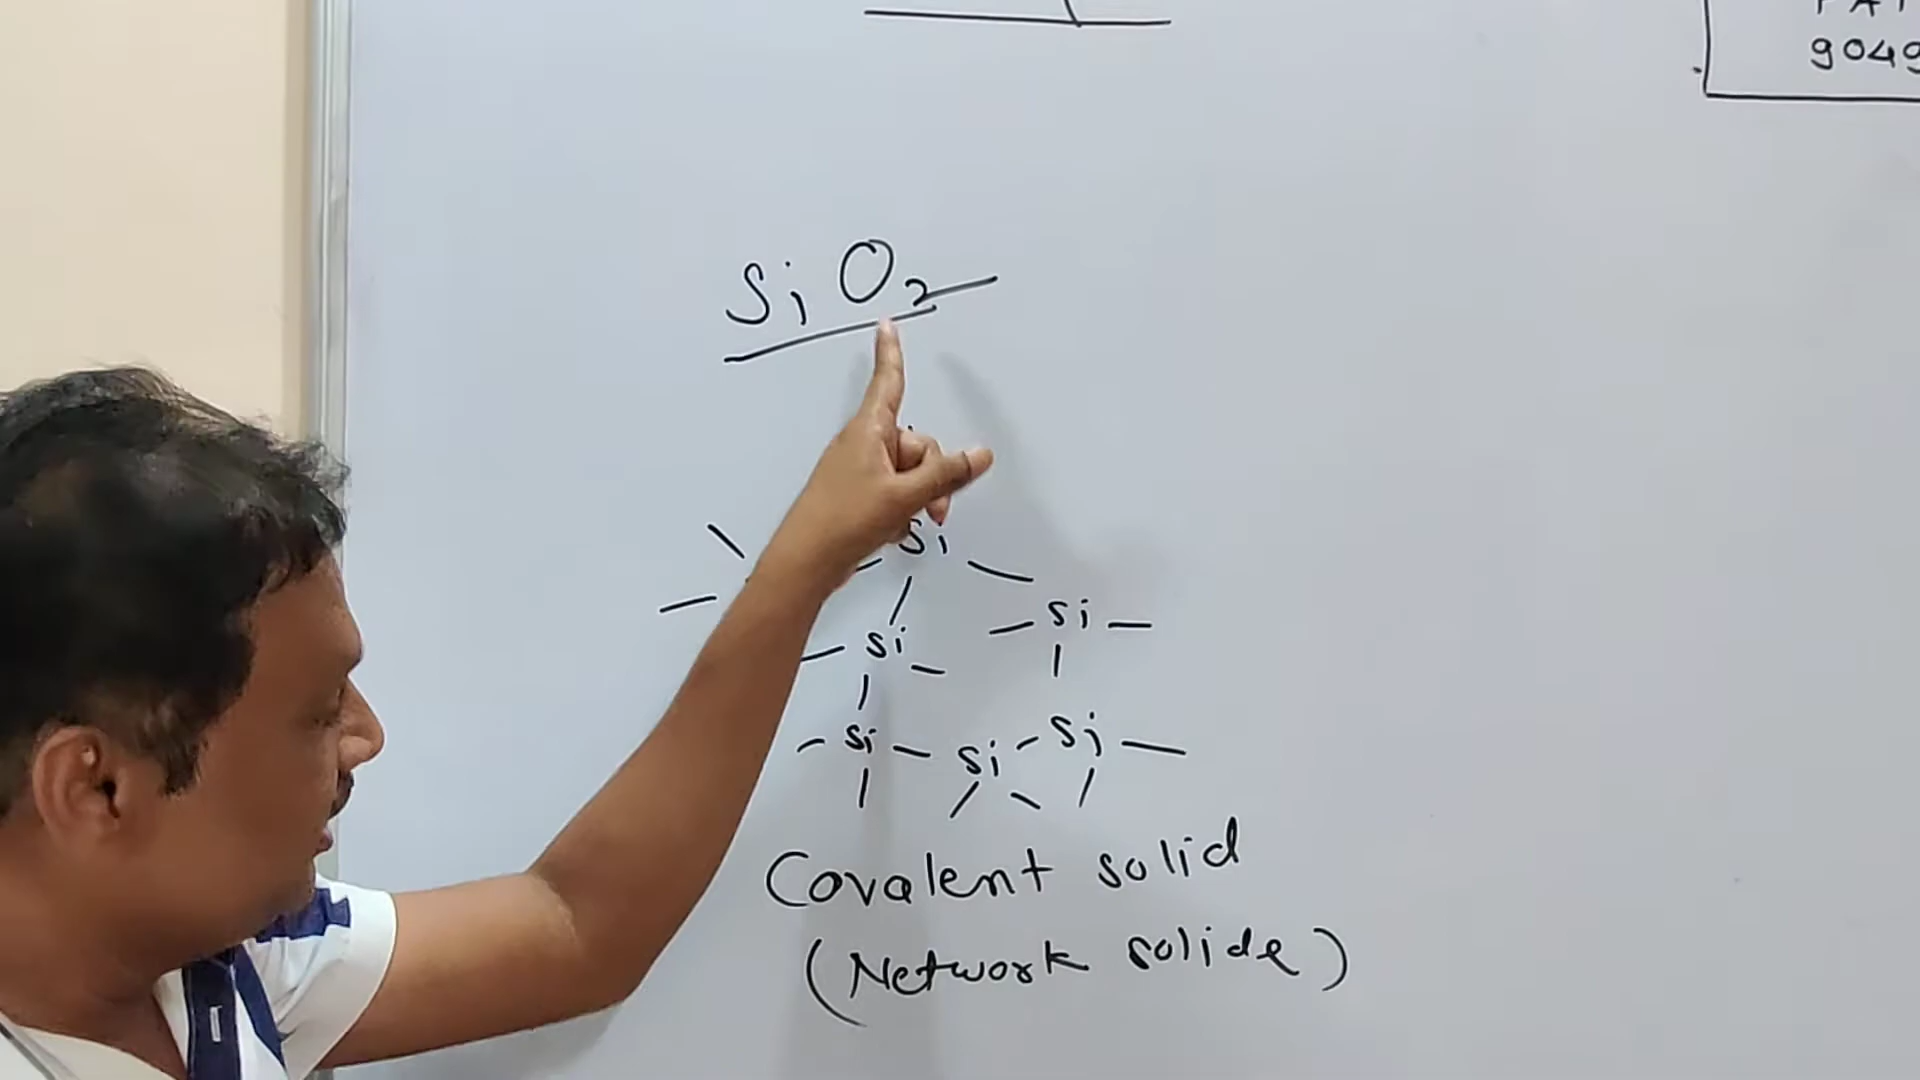 9049
SiO2
Si
Si
Si
Si Si Si
Covalent solid
(Network solide)